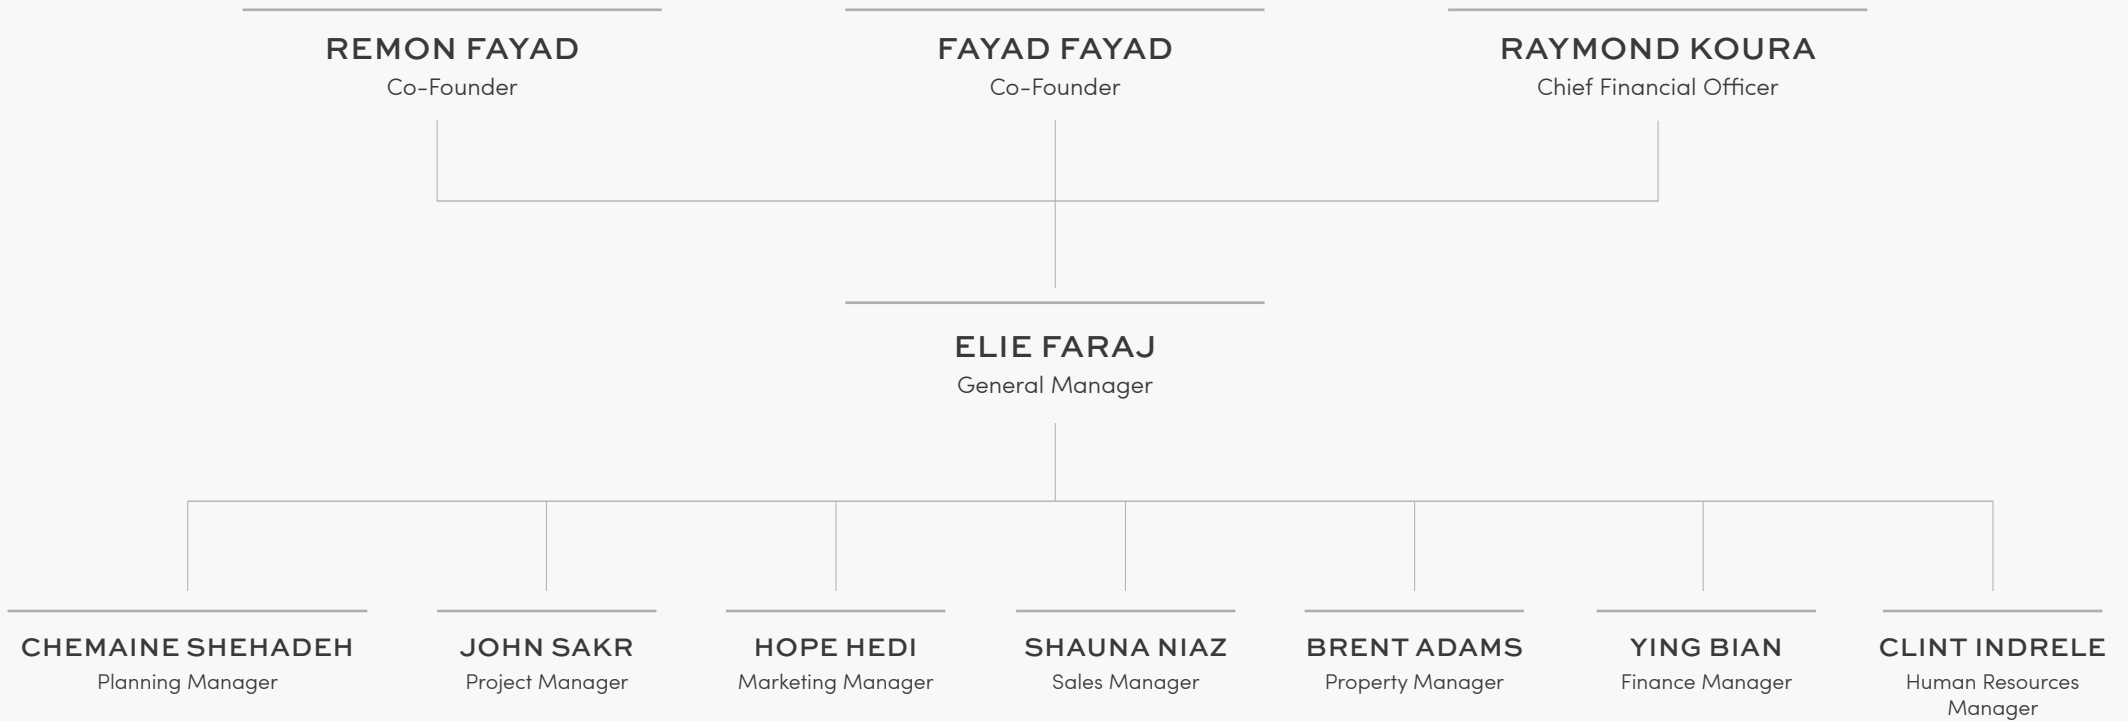 REMON FAYAD
Co-Founder
FAYAD FAYAD
Co-Founder
RAYMOND KOURA
Chief Financial Officer
ELIE FARAJ
General Manager
CHEMAINE SHEHADEH
Planning Manager
JOHN SAKR
Project Manager
HOPE HEDI
Marketing Manager
SHAUNA NIAZ
Sales Manager
BRENT ADAMS
Property Manager
YING BIAN
Finance Manager
CLINT INDRELE
Human Resources
Manager